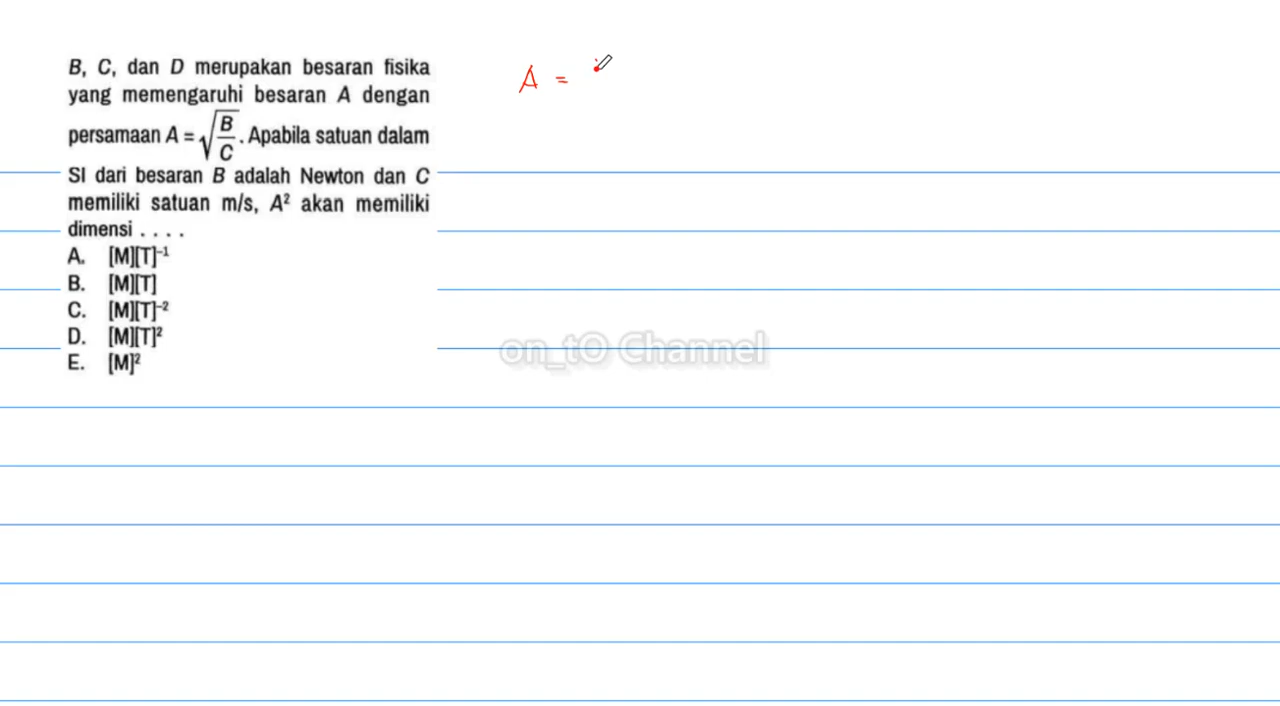 B, C, dan D merupakan besaran fisika
yang memengaruhi besaran A dengan
persamaan A = √(B/C). Apabila satuan dalam
SI dari besaran B adalah Newton dan C
memiliki satuan m/s, A² akan memiliki
dimensi . . . .
A. [M][T]⁻¹
B. [M][T]
C. [M][T]⁻²
D. [M][T]²
E. [M]²
A =
on_tO Channel